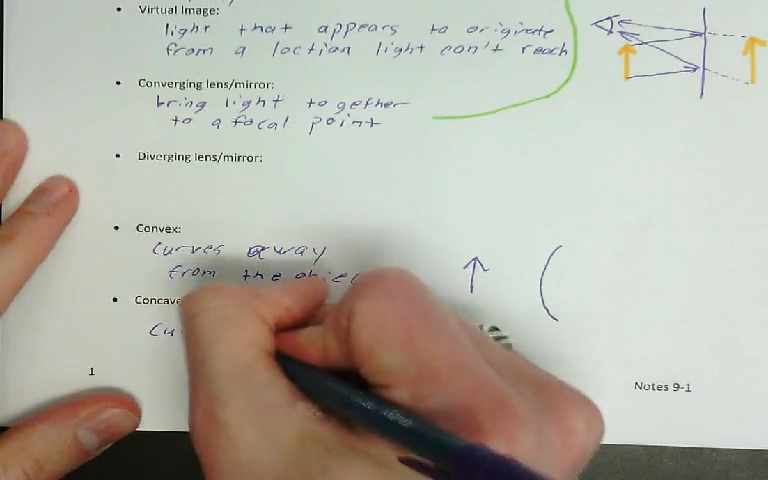 • Virtual Image:
light that appears to originate
from a loction light can't reach
• Converging lens/mirror:
bring light together
to a focal point
• Diverging lens/mirror:
• Convex:
curves away
from the
• Concave
1
Notes 9-1